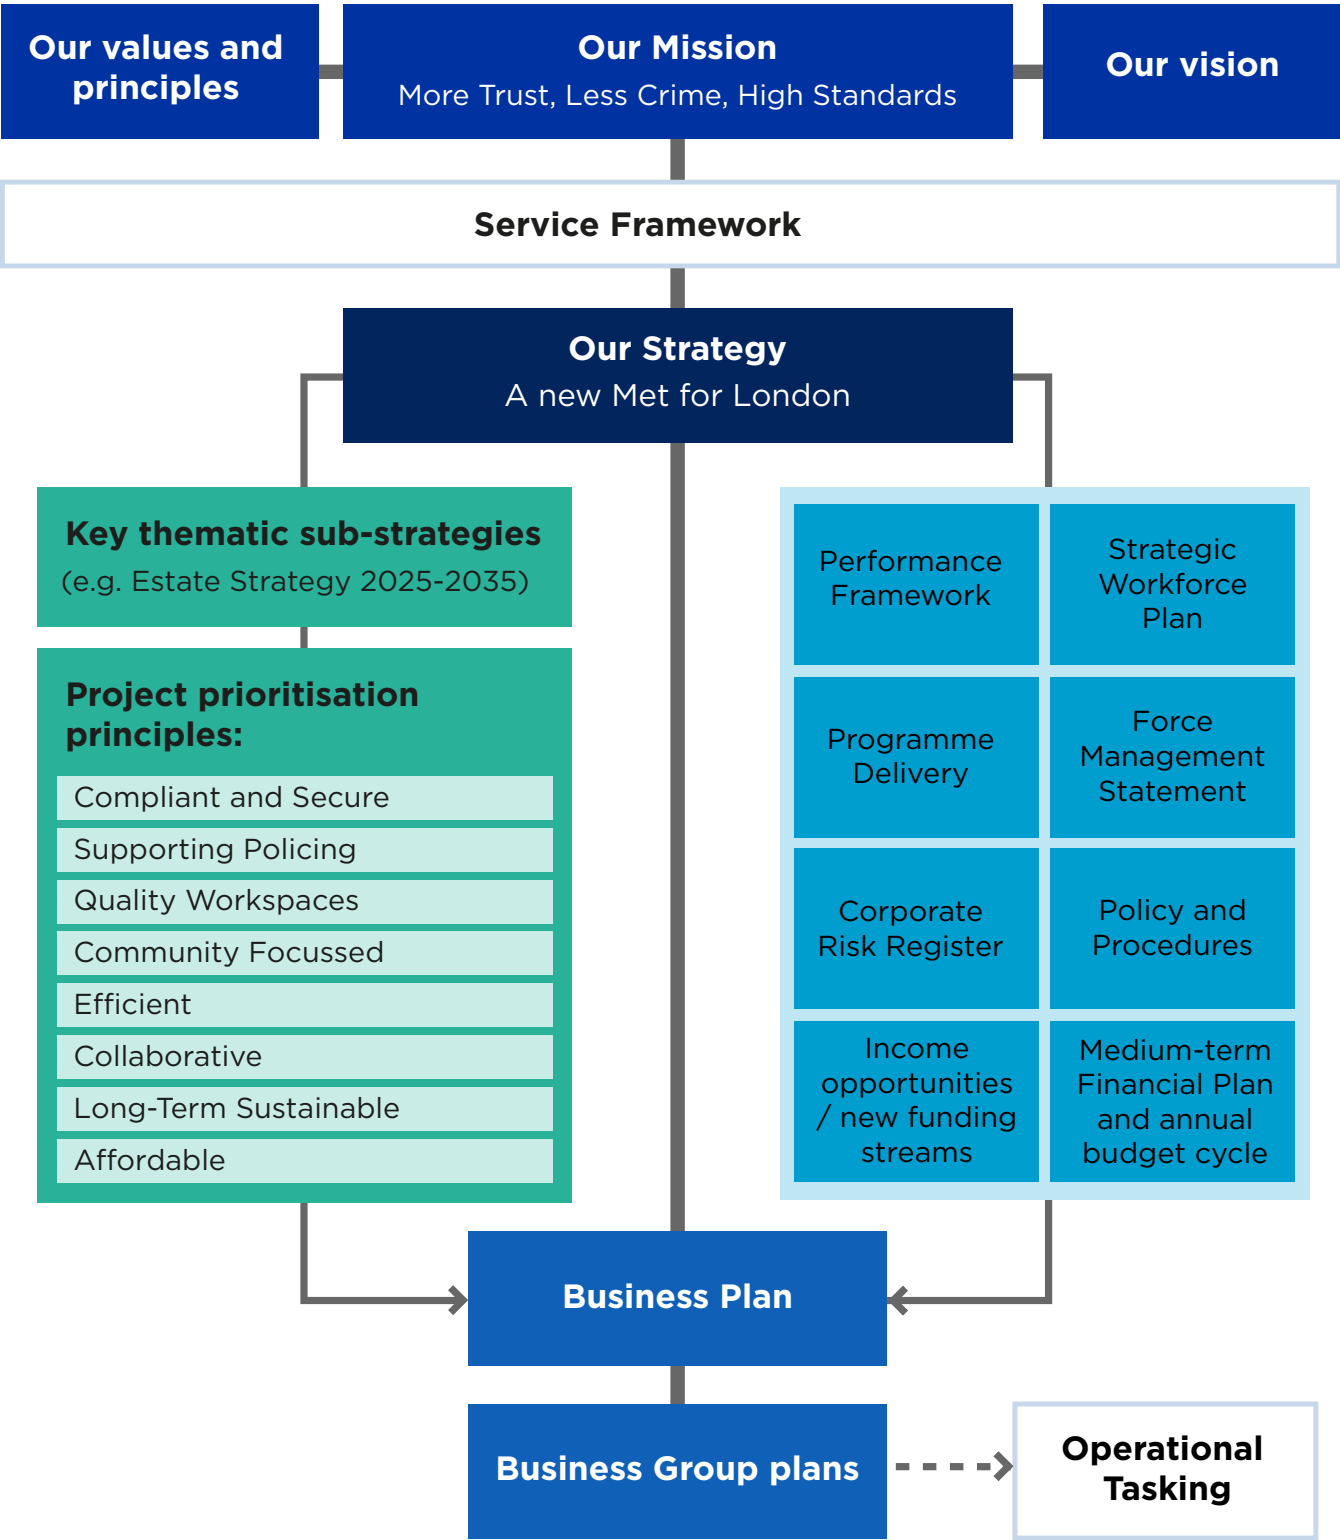 Our values and
principles
Our Mission
More Trust, Less Crime, High Standards
Our vision
Service Framework
Our Strategy
A new Met for London
Key thematic sub-strategies
(e.g. Estate Strategy 2025-2035)
Project prioritisation
principles:
Compliant and Secure
Supporting Policing
Quality Workspaces
Community Focussed
Efficient
Collaborative
Long-Term Sustainable
Affordable
Performance
Framework
Strategic
Workforce
Plan
Programme
Delivery
Force
Management
Statement
Corporate
Risk Register
Policy and
Procedures
Income
opportunities
/ new funding
streams
Medium-term
Financial Plan
and annual
budget cycle
Business Plan
Business Group plans
Operational
Tasking